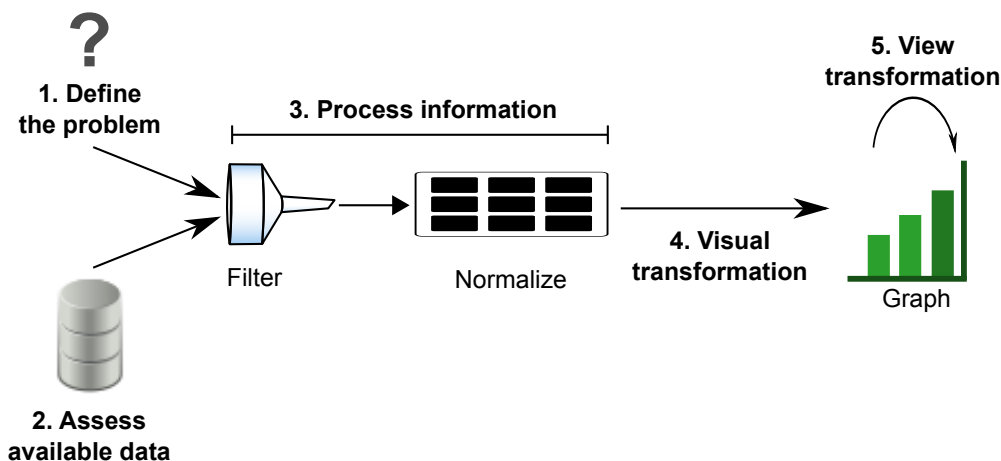 ?
1. Define
the problem
3. Process information
5. View
transformation
Filter
Normalize
4. Visual
transformation
Graph
2. Assess
available data